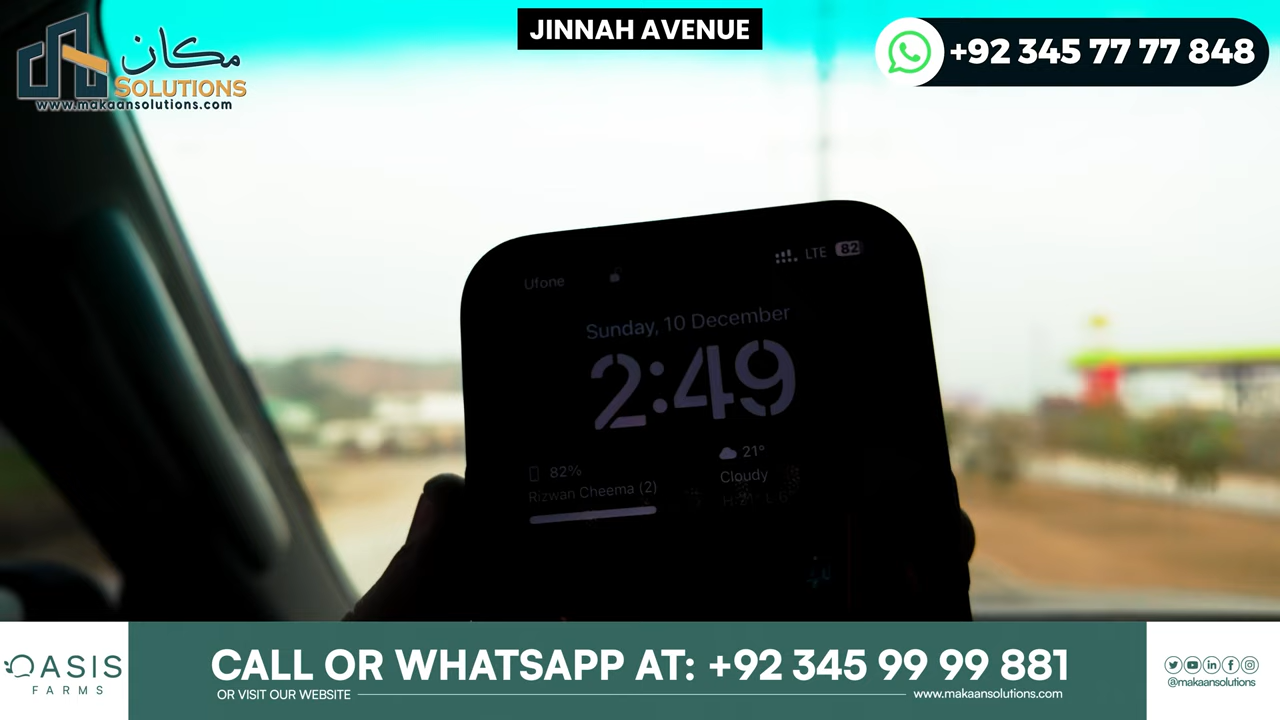 JINNAH AVENUE
مكان
SOLUTIONS
www.makaansolutions.com
+92 345 77 77 848
Ufone
LTE 82
Sunday, 10 December
2:49
82%
Rizwan Cheema (2)
21°
Cloudy
OASIS
FARMS
CALL OR WHATSAPP AT: +92 345 99 99 881
OR VISIT OUR WEBSITE
www.makaansolutions.com
@makaansolutions